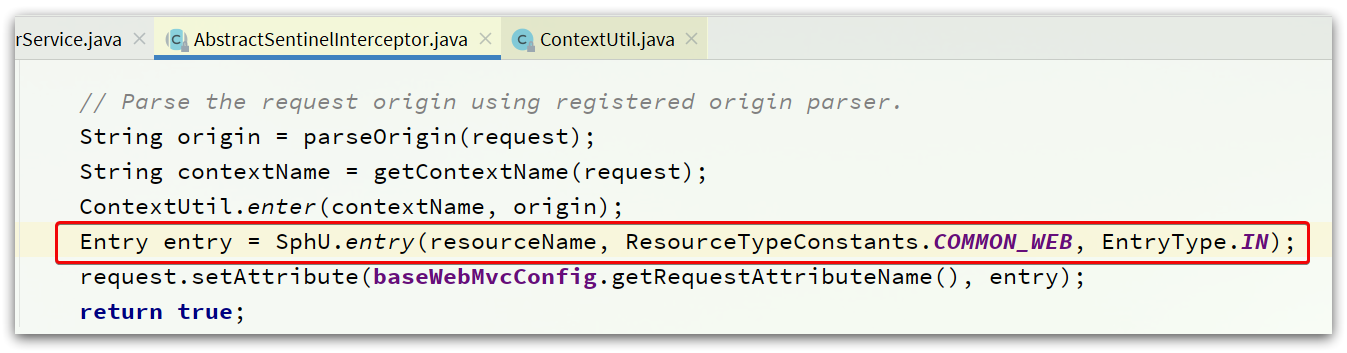 rService.java AbstractSentinelInterceptor.java ContextUtil.java
// Parse the request origin using registered origin parser.
String origin = parseOrigin(request);
String contextName = getContextName(request);
ContextUtil.enter(contextName, origin);
Entry entry = SphU.entry(resourceName, ResourceTypeConstants.COMMON_WEB, EntryType.IN);
request.setAttribute(baseWebMvcConfig.getRequestAttributeName(), entry);
return true;